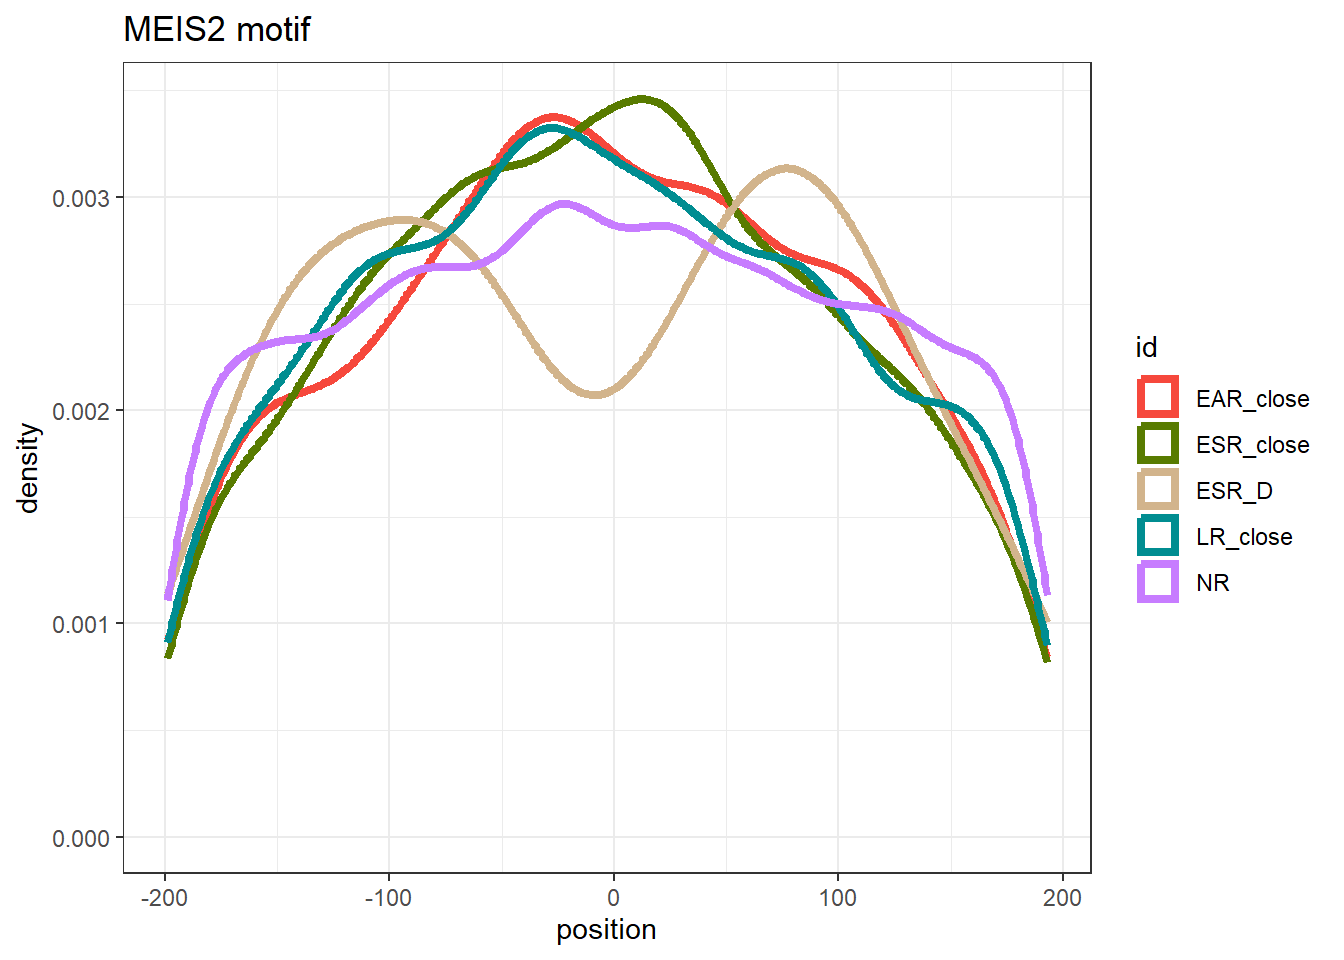 MEIS2 motif
density
0.003
0.002
0.001
0.000
-200
-100
0
100
200
position
id
EAR_close
ESR_close
ESR_D
LR_close
NR